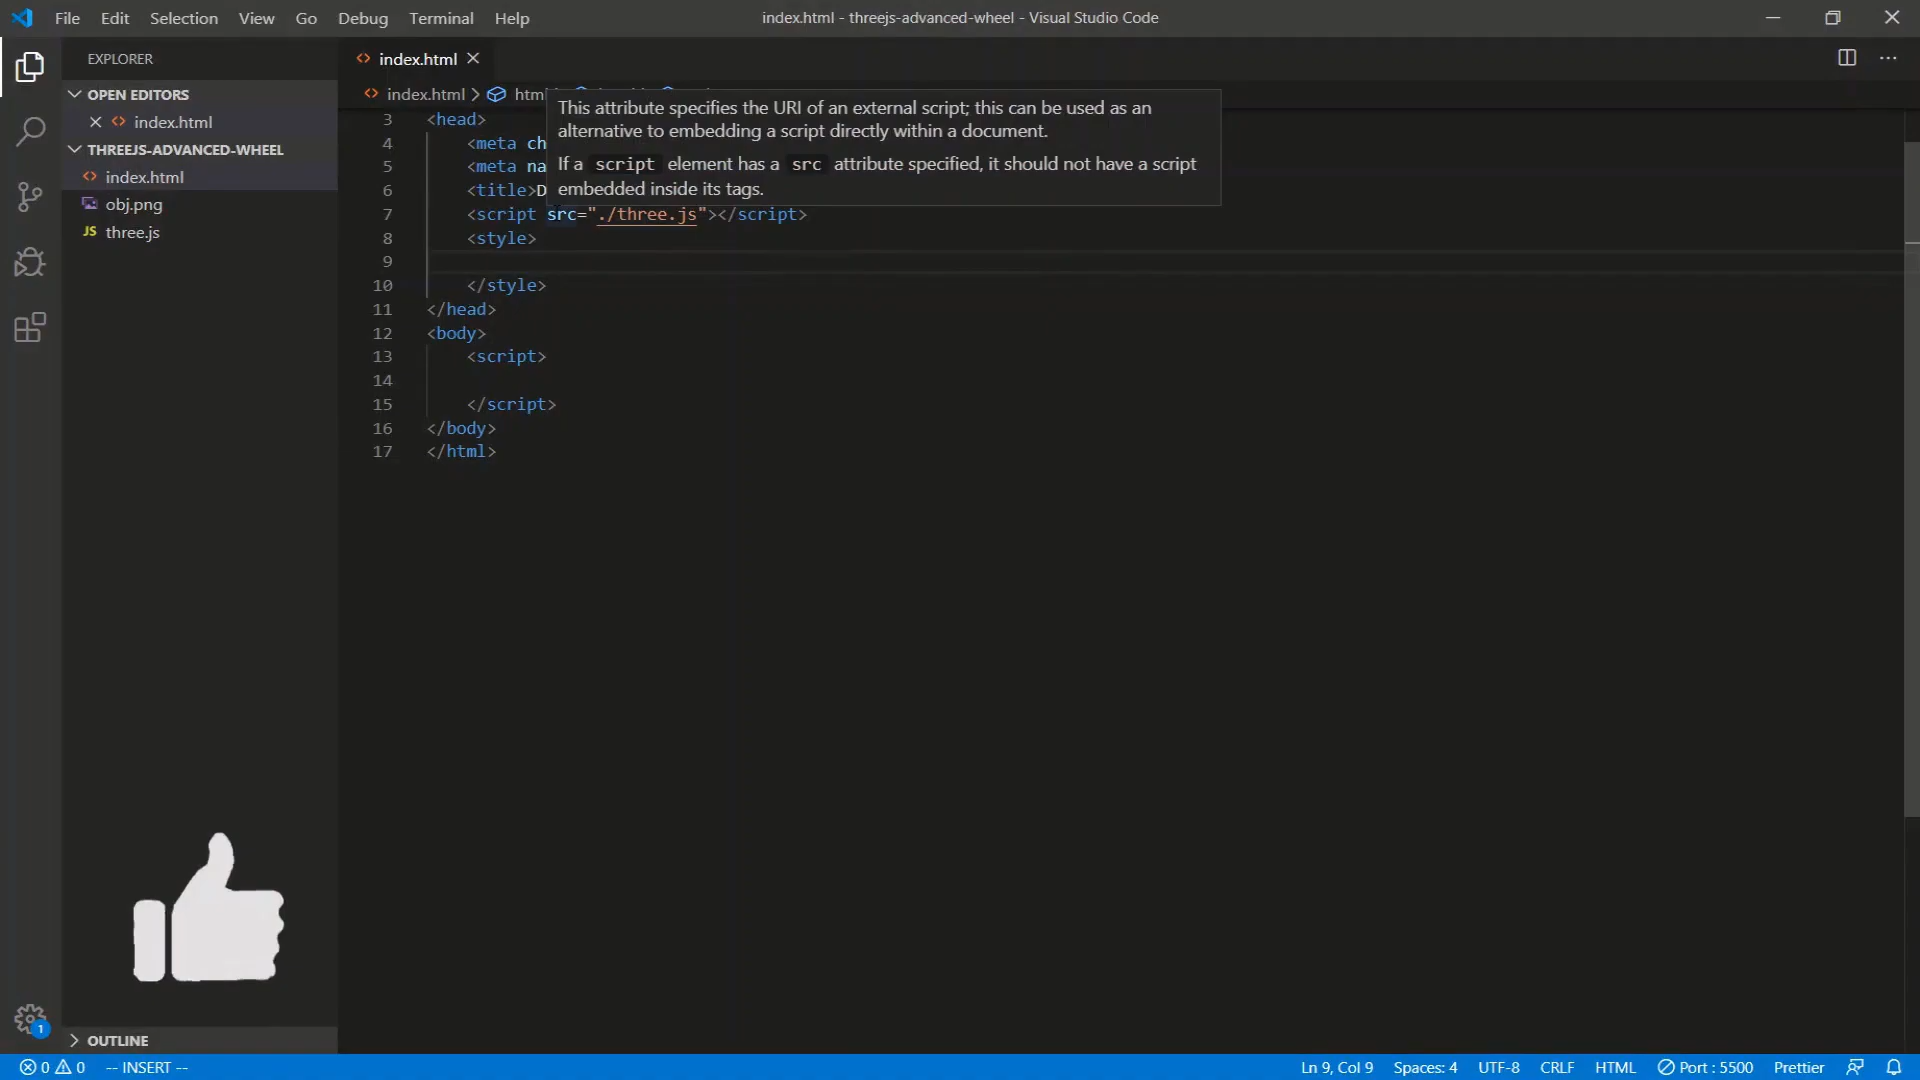 File Edit Selection View Go Debug Terminal Help
index.html - threejs-advanced-wheel - Visual Studio Code
EXPLORER
OPEN EDITORS
index.html
THREEJS-ADVANCED-WHEEL
index.html
obj.png
JS three.js
OUTLINE
index.html
index.html > html
This attribute specifies the URI of an external script; this can be used as an
alternative to embedding a script directly within a document.
If a script element has a src attribute specified, it should not have a script
embedded inside its tags.
3 <head>
4 <meta ch
5 <meta na
6 <title>D
7 <script src="./three.js"></script>
8 <style>
9
10 </style>
11 </head>
12 <body>
13 <script>
14
15 </script>
16 </body>
17 </html>
1
0 0 -- INSERT -- Ln 9, Col 9 Spaces: 4 UTF-8 CRLF HTML Port : 5500 Prettier